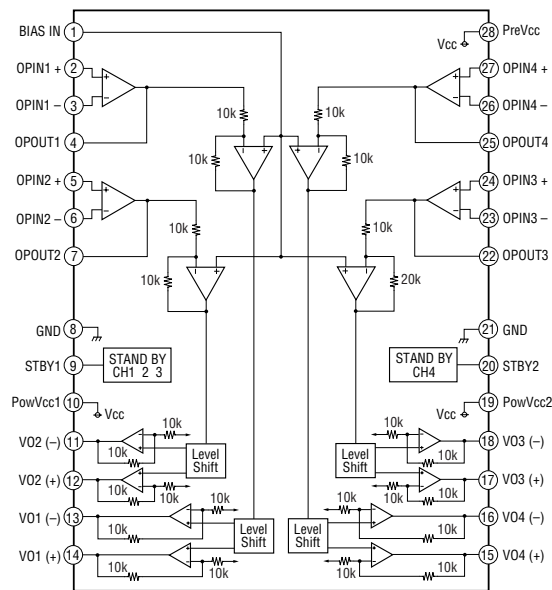 BIAS IN 1
28 PreVcc
Vcc
OPIN1 + 2
+
27 OPIN4 +
+
OPIN1 − 3
−
26 OPIN4 −
−
10k
10k
OPOUT1 4
25 OPOUT4
10k
− +
+ −
10k
OPIN2 + 5
+
24 OPIN3 +
+
OPIN2 − 6
−
23 OPIN3 −
−
10k
10k
OPOUT2 7
22 OPOUT3
10k
− +
+ −
20k
GND 8
21 GND
STBY1 9
STAND BY
CH1 2 3
STAND BY
CH4
20 STBY2
PowVcc1 10
Vcc
19 PowVcc2
Vcc
10k
10k
VO2 (−) 11
18 VO3 (−)
10k
Level
Shift
Level
Shift
10k
VO2 (+) 12
17 VO3 (+)
10k
10k
10k
10k
VO1 (−) 13
10k
10k
16 VO4 (−)
10k
Level
Shift
Level
Shift
10k
VO1 (+) 14
15 VO4 (+)
10k
10k
10k
10k